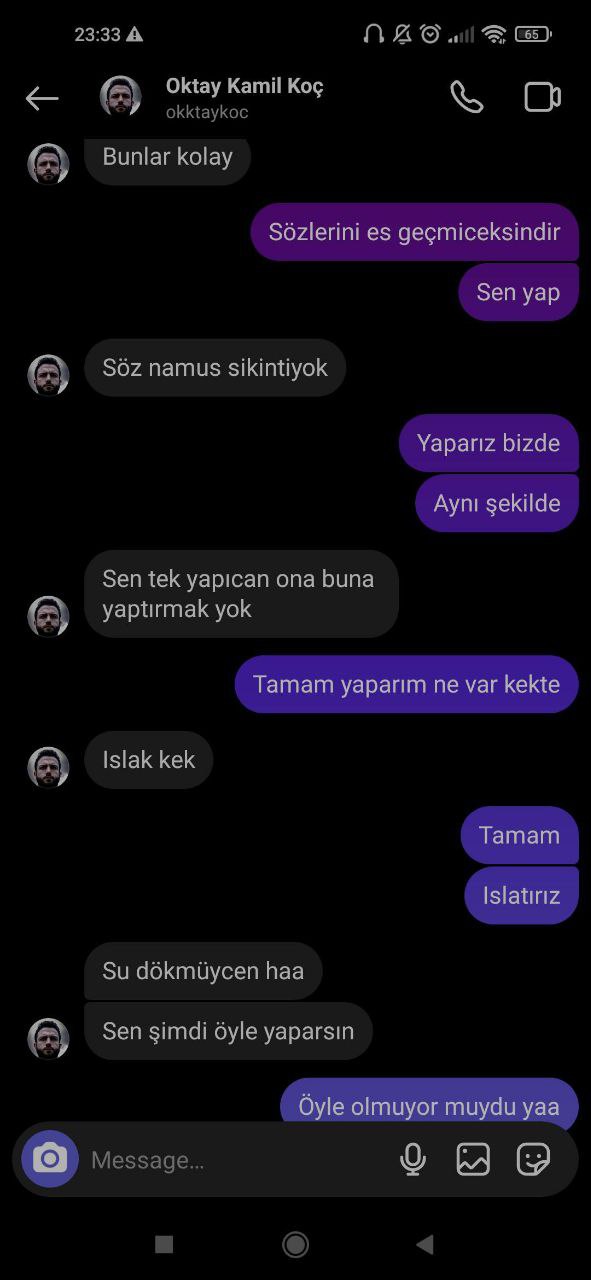 23:33
65
Oktay Kamil Koç
okktaykoc
Bunlar kolay
Sözlerini es geçmiceksindir
Sen yap
Söz namus sikintiyok
Yaparız bizde
Aynı şekilde
Sen tek yapıcan ona buna
yaptırmak yok
Tamam yaparım ne var kekte
Islak kek
Tamam
Islatırız
Su dökmüycen haa
Sen şimdi öyle yaparsın
Öyle olmuyor muydu yaa
Message…